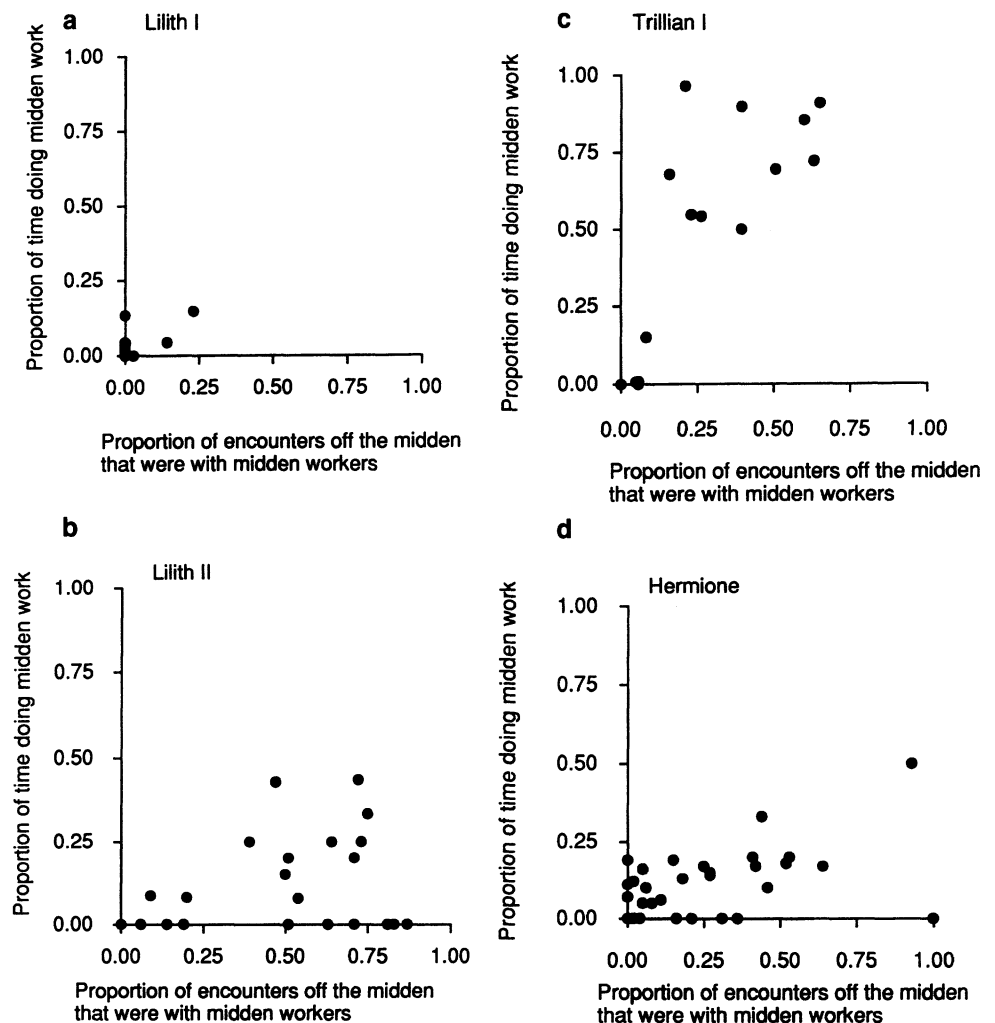 a
Lilith I
Proportion of time doing midden work
1.00
0.75
0.50
0.25
0.00
0.00 0.25 0.50 0.75 1.00
Proportion of encounters off the midden
that were with midden workers
b
Lilith II
Proportion of time doing midden work
1.00
0.75
0.50
0.25
0.00
0.00 0.25 0.50 0.75 1.00
Proportion of encounters off the midden
that were with midden workers
c
Trillian I
Proportion of time doing midden work
1.00
0.75
0.50
0.25
0.00
0.00 0.25 0.50 0.75 1.00
Proportion of encounters off the midden
that were with midden workers
d
Hermione
Proportion of time doing midden work
1.00
0.75
0.50
0.25
0.00
0.00 0.25 0.50 0.75 1.00
Proportion of encounters off the midden
that were with midden workers